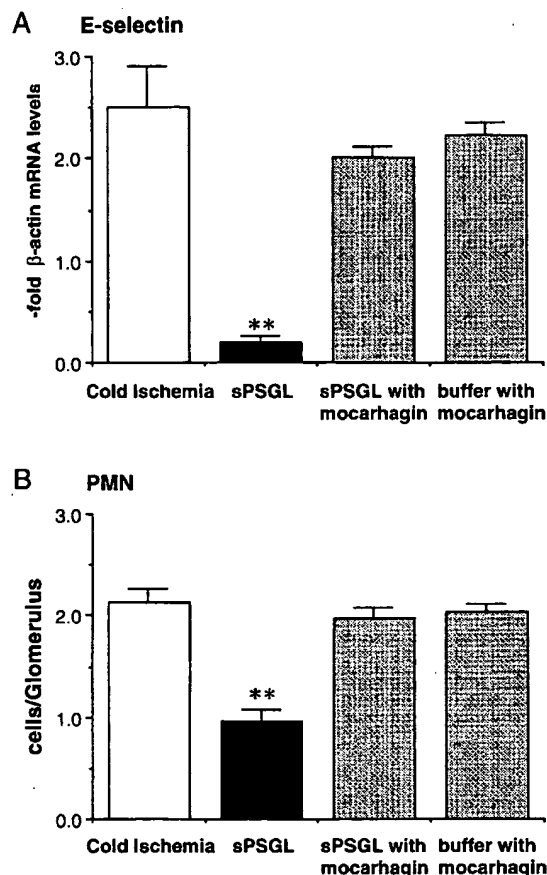 A
E-selectin
-fold β-actin mRNA levels
3.0
2.0
1.0
0.0
**
Cold Ischemia
sPSGL
sPSGL with
mocarhagin
buffer with
mocarhagin
B
PMN
cells/Glomerulus
3.0
2.0
1.0
0.0
**
Cold Ischemia
sPSGL
sPSGL with
mocarhagin
buffer with
mocarhagin